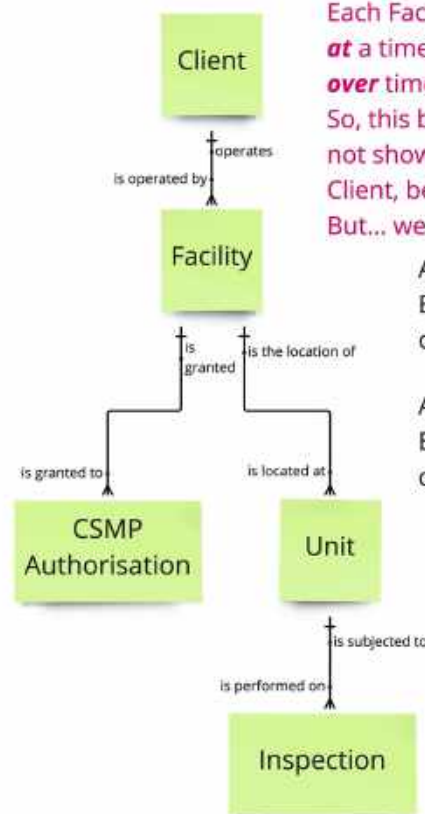 Client
Each Fac
at a time
over time
So, this b
not show
Client, be
But... we
operates
is operated by
Facility
is
granted
is the location of
is granted to
is located at
CSMP
Authorisation
Unit
is subjected to
is performed on
Inspection